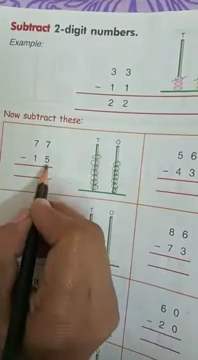 Subtract 2-digit numbers.
Example:
T
3 3
- 1 1
2 2
Now subtract these:
7 7
- 1 5
T O
5 6
- 4 3
T O
8 6
- 7 3
6 0
- 2 0